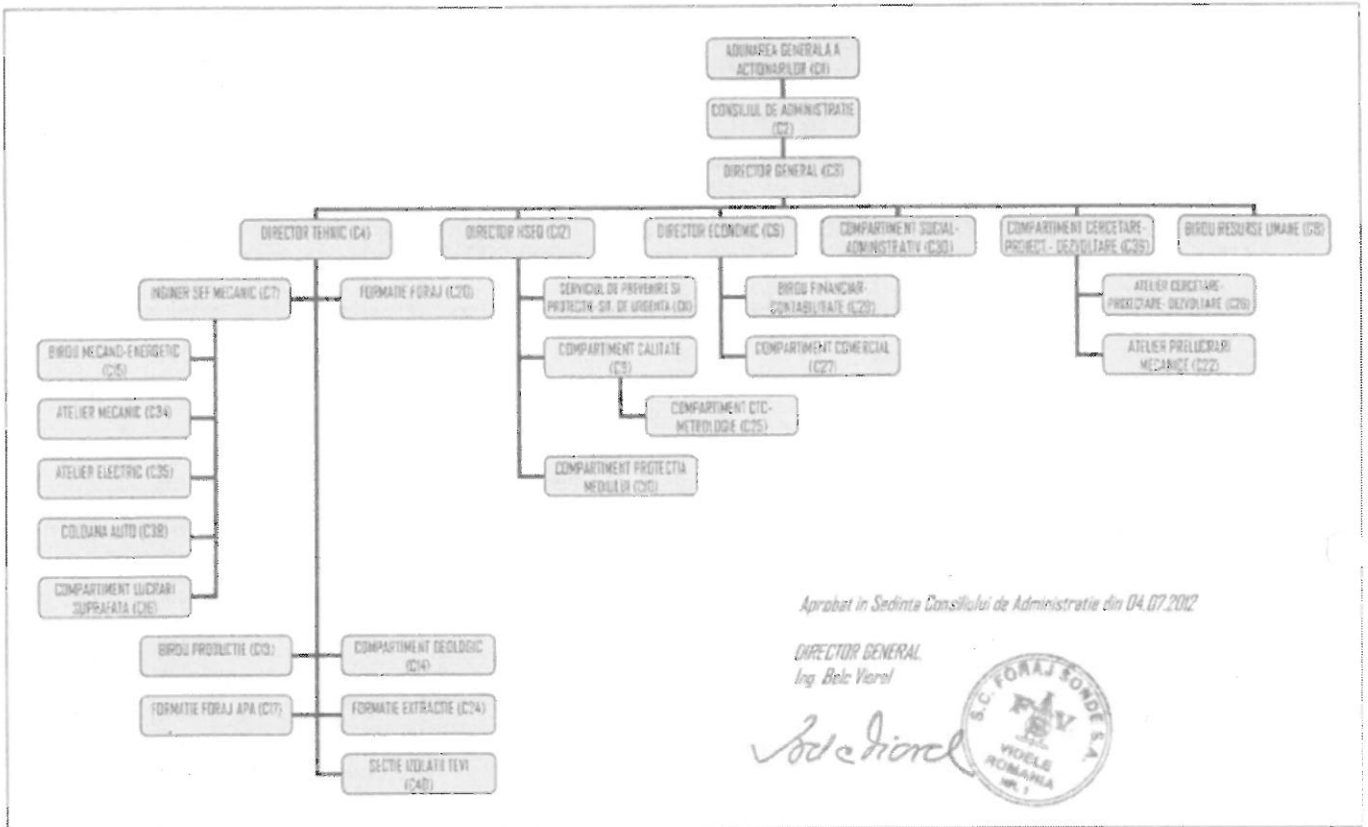 ADUNAREA GENERALA A
ACTIONARILOR (C1)
CONSILIUL DE ADMINISTRATIE
(C2)
DIRECTOR GENERAL (C3)
DIRECTOR TEHNIC (C4)
DIRECTOR HSEQ (C12)
DIRECTOR ECONOMIC (C6)
COMPARTIMENT SOCIAL-
ADMINISTRATIV (C30)
COMPARTIMENT CERCETARE-
PROIECT.- DEZVOLTARE (C36)
BIROU RESURSE UMANE (C8)
INGINER SEF MECANIC (C7)
FORMATIE FORAJ (C20)
SERVICIUL DE PREVENIRE SI
PROTECTIE-SIT. DE URGENTA
BIROU FINANCIAR-
CONTABILITATE (C29)
ATELIER CERCETARE-
PROIECTARE- DEZVOLTARE (C26)
BIROU MECANO-ENERGETIC
(C15)
COMPARTIMENT CALITATE
(C9)
COMPARTIMENT COMERCIAL
(C27)
ATELIER PRELUCRARI
MECANICE (C22)
ATELIER MECANIC (C34)
COMPARTIMENT CTC-
METROLOGIE (C25)
ATELIER ELECTRIC (C35)
COMPARTIMENT PROTECTIA
MEDIULUI (C10)
COLOANA AUTO (C38)
COMPARTIMENT LUCRARI
SUPRAFATA (C16)
BIROU PRODUCTIE (C13)
COMPARTIMENT GEOLOGIC
(C14)
FORMATIE FORAJ APA (C17)
FORMATIE EXTRACTIE (C24)
SECTIE IZOLATII TEVI
(C40)
Aprobat in Sedinta Consiliului de Administratie din 04.07.2012
DIRECTOR GENERAL,
Ing. Belc Viorel
S.C. FORAJ SONDE S.A.
VIDELE
ROMANIA
NR. 1